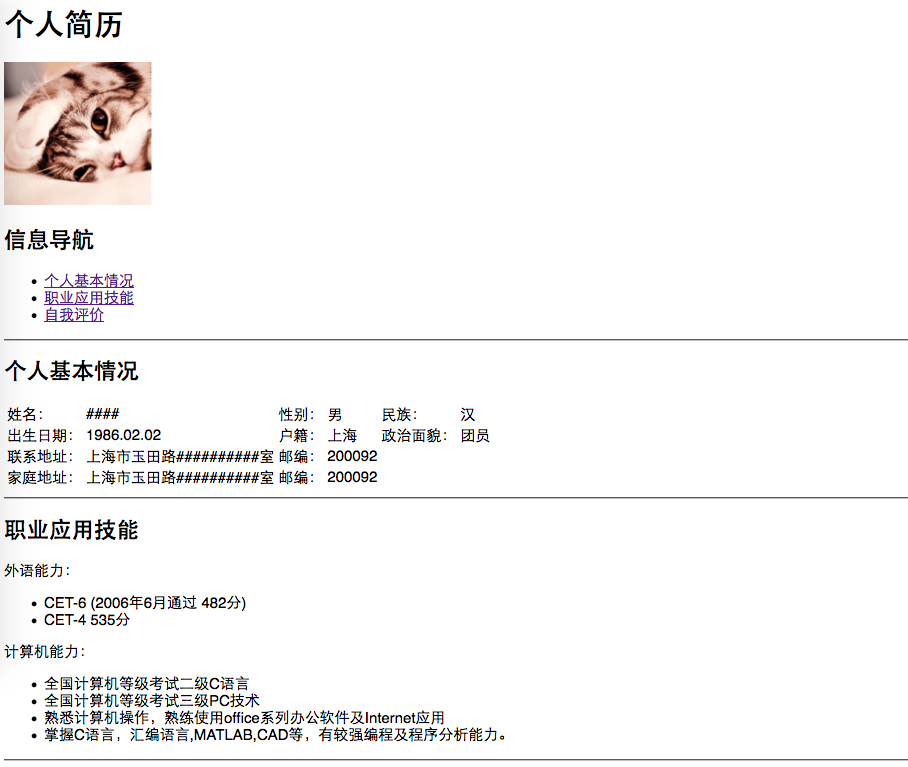 个人简历
信息导航
个人基本情况
职业应用技能
自我评价
个人基本情况
姓名： #### 性别： 男 民族： 汉
出生日期： 1986.02.02 户籍： 上海 政治面貌： 团员
联系地址： 上海市玉田路##########室 邮编： 200092
家庭地址： 上海市玉田路##########室 邮编： 200092
职业应用技能
外语能力：
CET-6 (2006年6月通过 482分)
CET-4 535分
计算机能力：
全国计算机等级考试二级C语言
全国计算机等级考试三级PC技术
熟悉计算机操作，熟练使用office系列办公软件及Internet应用
掌握C语言，汇编语言,MATLAB,CAD等，有较强编程及程序分析能力。